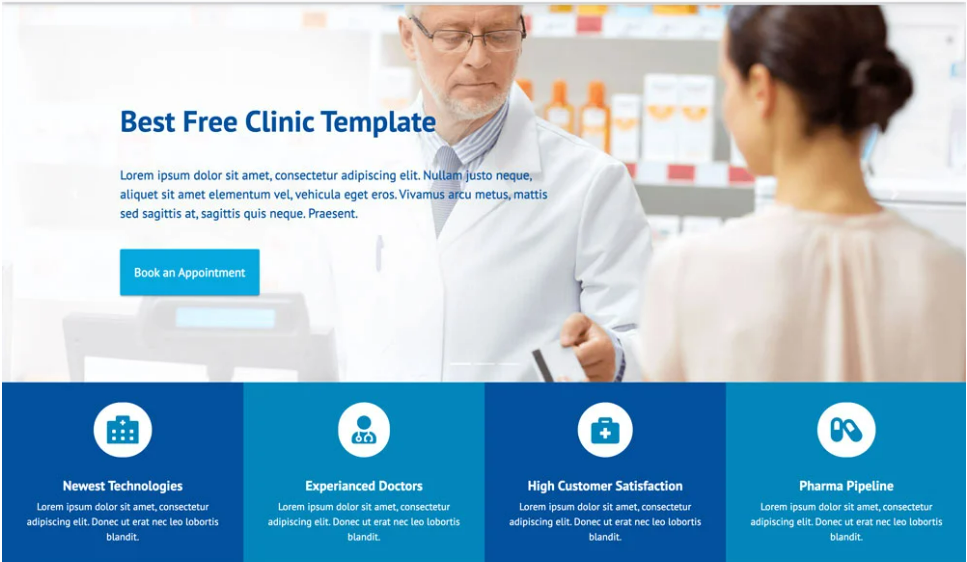 Best Free Clinic Template
Lorem ipsum dolor sit amet, consectetur adipiscing elit. Nullam justo neque,
aliquet sit amet elementum vel, vehicula eget eros. Vivamus arcu metus, mattis
sed sagittis at, sagittis quis neque. Praesent.
Book an Appointment
Newest Technologies
Lorem ipsum dolor sit amet, consectetur
adipiscing elit. Donec ut erat nec leo lobortis
blandit.
Experianced Doctors
Lorem ipsum dolor sit amet, consectetur
adipiscing elit. Donec ut erat nec leo lobortis
blandit.
High Customer Satisfaction
Lorem ipsum dolor sit amet, consectetur
adipiscing elit. Donec ut erat nec leo lobortis
blandit.
Pharma Pipeline
Lorem ipsum dolor sit amet, consectetur
adipiscing elit. Donec ut erat nec leo lobortis
blandit.